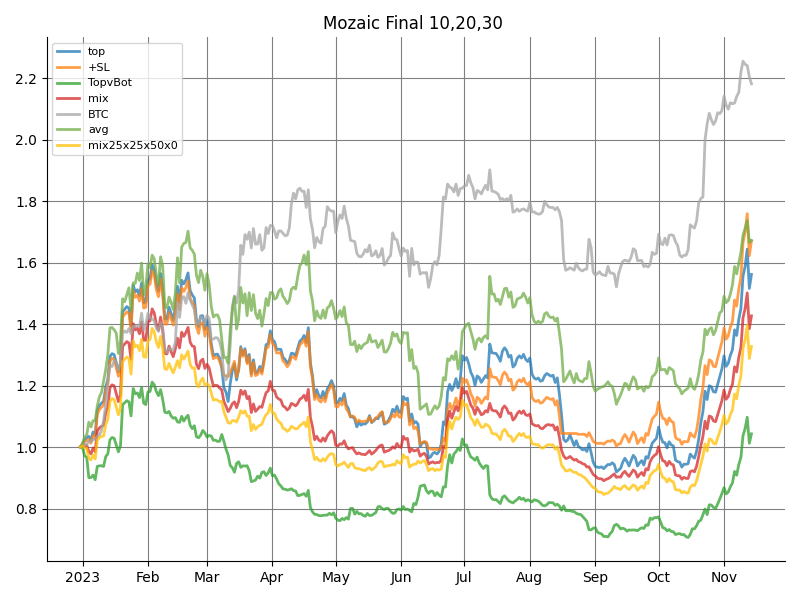 Mozaic Final 10,20,30
top
+SL
TopvBot
mix
BTC
avg
mix25x25x50x0
2.2
2.0
1.8
1.6
1.4
1.2
1.0
0.8
2023 Feb Mar Apr May Jun Jul Aug Sep Oct Nov